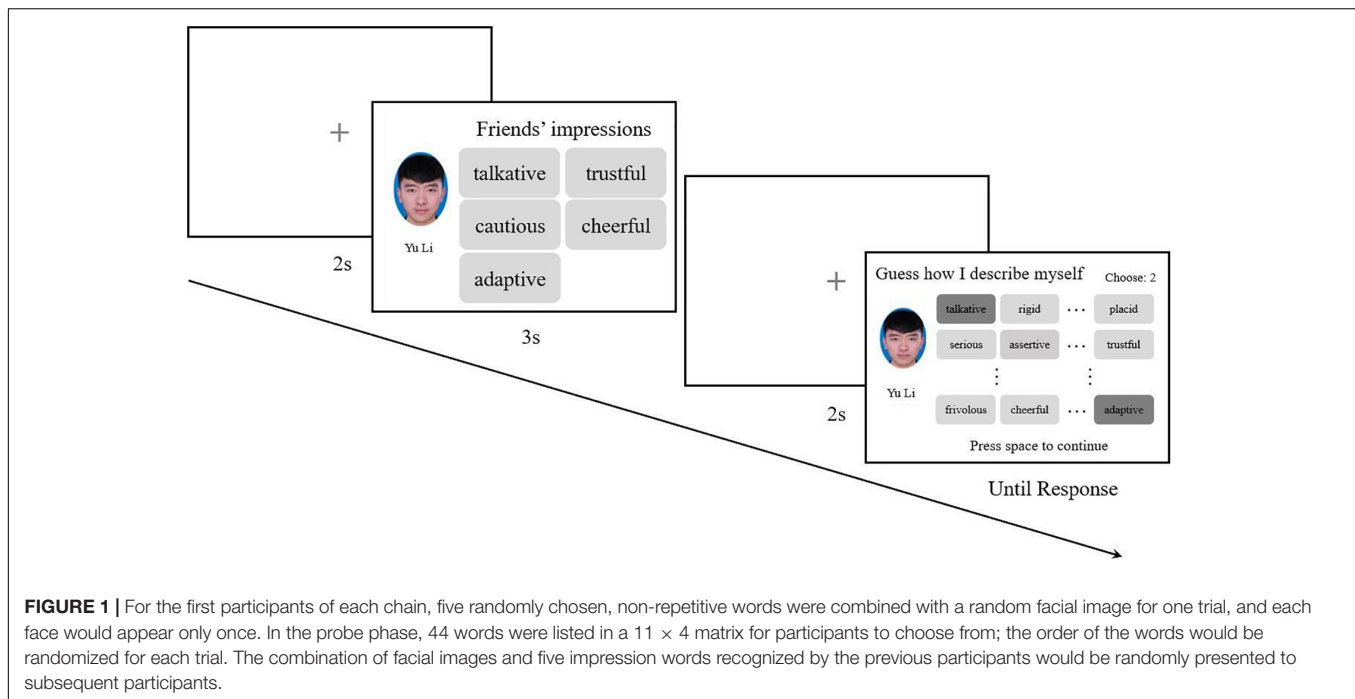 +
Friends' impressions
talkative trustful
cautious cheerful
adaptive
Yu Li
2s
3s
+
Guess how I describe myself Choose: 2
talkative rigid ... placid
serious assertive ... trustful
⋮ ⋮
frivolous cheerful ... adaptive
Yu Li
Press space to continue
2s
Until Response
FIGURE 1 | For the first participants of each chain, five randomly chosen, non-repetitive words were combined with a random facial image for one trial, and each
face would appear only once. In the probe phase, 44 words were listed in a 11 × 4 matrix for participants to choose from; the order of the words would be
randomized for each trial. The combination of facial images and five impression words recognized by the previous participants would be randomly presented to
subsequent participants.